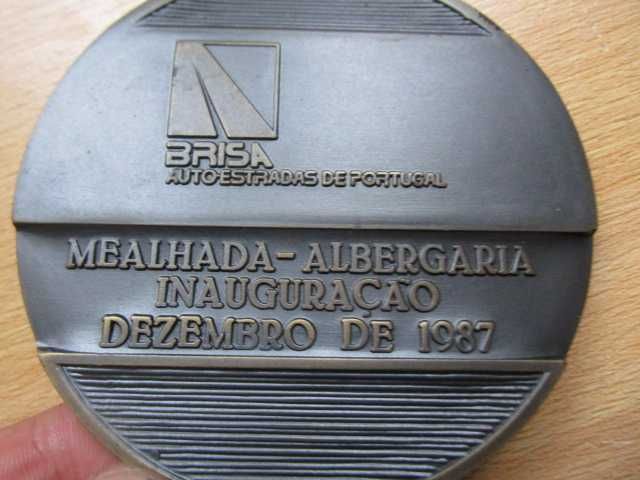 BRISA
AUTO-ESTRADAS DE PORTUGAL
MEALHADA-ALBERGARIA
INAUGURAÇÃO
DEZEMBRO DE 1987